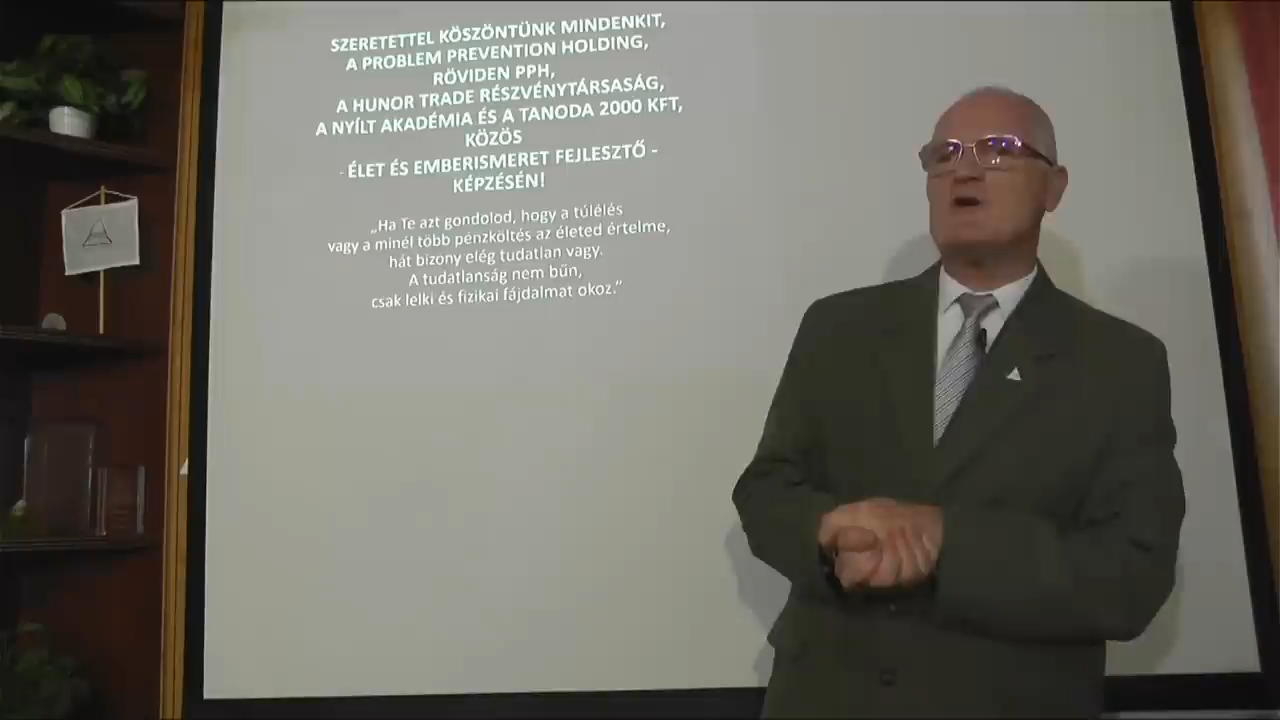 SZERETETTEL KÖSZÖNTÜNK MINDENKIT,
A PROBLEM PREVENTION HOLDING,
RÖVIDEN PPH,
A HUNOR TRADE RÉSZVÉNYTÁRSASÁG,
A NYÍLT AKADÉMIA ÉS A TANODA 2000 KFT,
KÖZÖS
- ÉLET ÉS EMBERISMERET FEJLESZTŐ -
KÉPZÉSÉN!
„Ha Te azt gondolod, hogy a túlélés
vagy a minél több pénzköltés az életed értelme,
hát bizony elég tudatlan vagy.
A tudatlanság nem bűn,
csak lelki és fizikai fájdalmat okoz.”